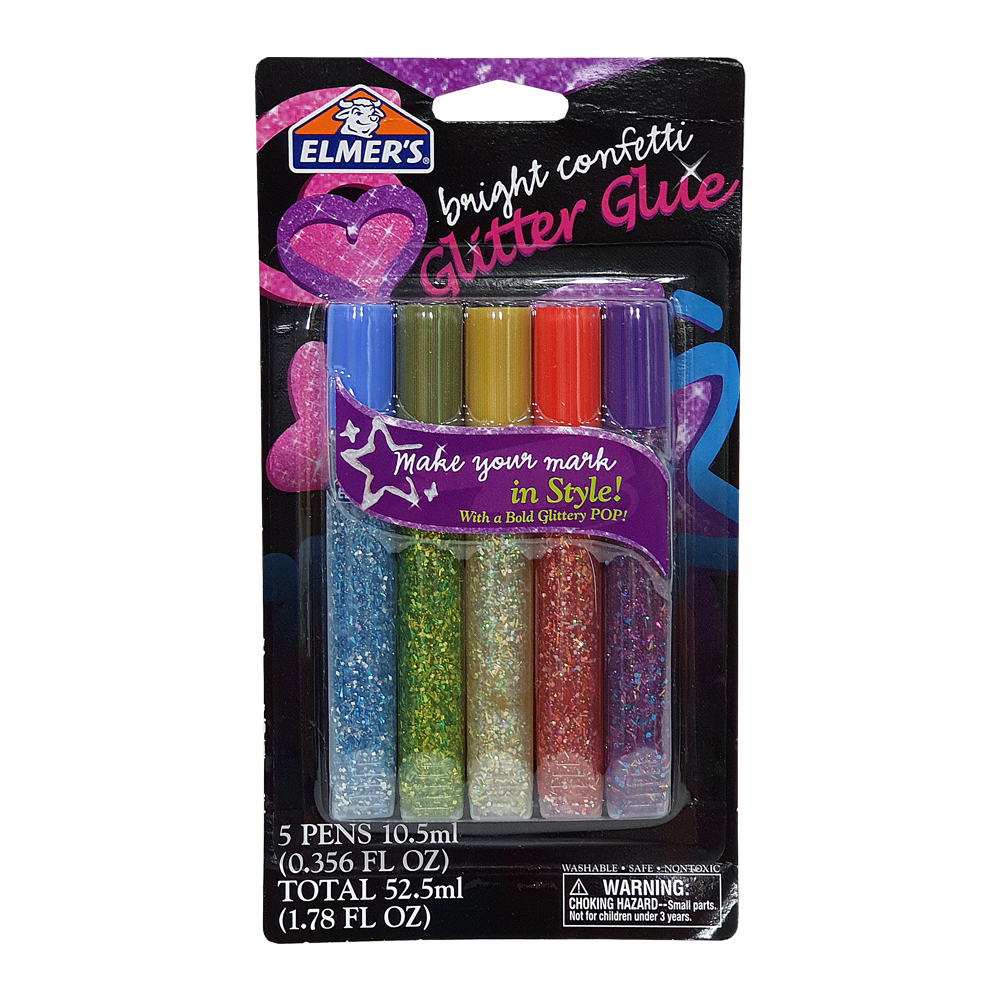 ELMER'S®
bright confetti
Glitter Glue
Make your mark
in Style!
With a Bold Glittery POP!
5 PENS 10.5ml
(0.356 FL OZ)
TOTAL 52.5ml
(1.78 FL OZ)
WASHABLE • SAFE • NONTOXIC
WARNING:
CHOKING HAZARD--Small parts.
Not for children under 3 years.